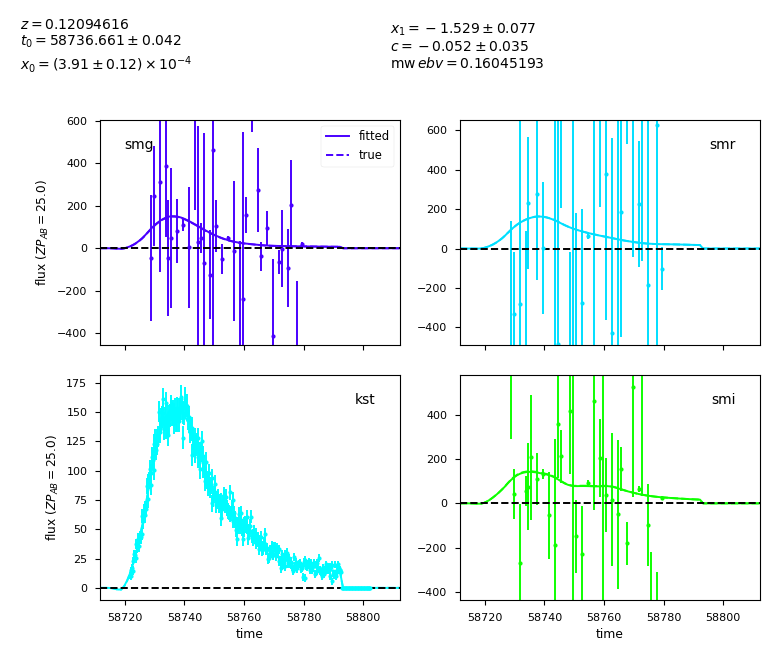 z = 0.12094616
t₀ = 58736.661 ± 0.042
x₀ = (3.91 ± 0.12) × 10⁻⁴
x₁ = −1.529 ± 0.077
c = −0.052 ± 0.035
mw ebv = 0.16045193
smg
fitted
true
600
400
200
0
−200
−400
flux (ZP_AB = 25.0)
smr
600
400
200
0
−200
−400
kst
175
150
125
100
75
50
25
0
flux (ZP_AB = 25.0)
58720 58740 58760 58780 58800
time
smi
400
200
0
−200
−400
58720 58740 58760 58780 58800
time